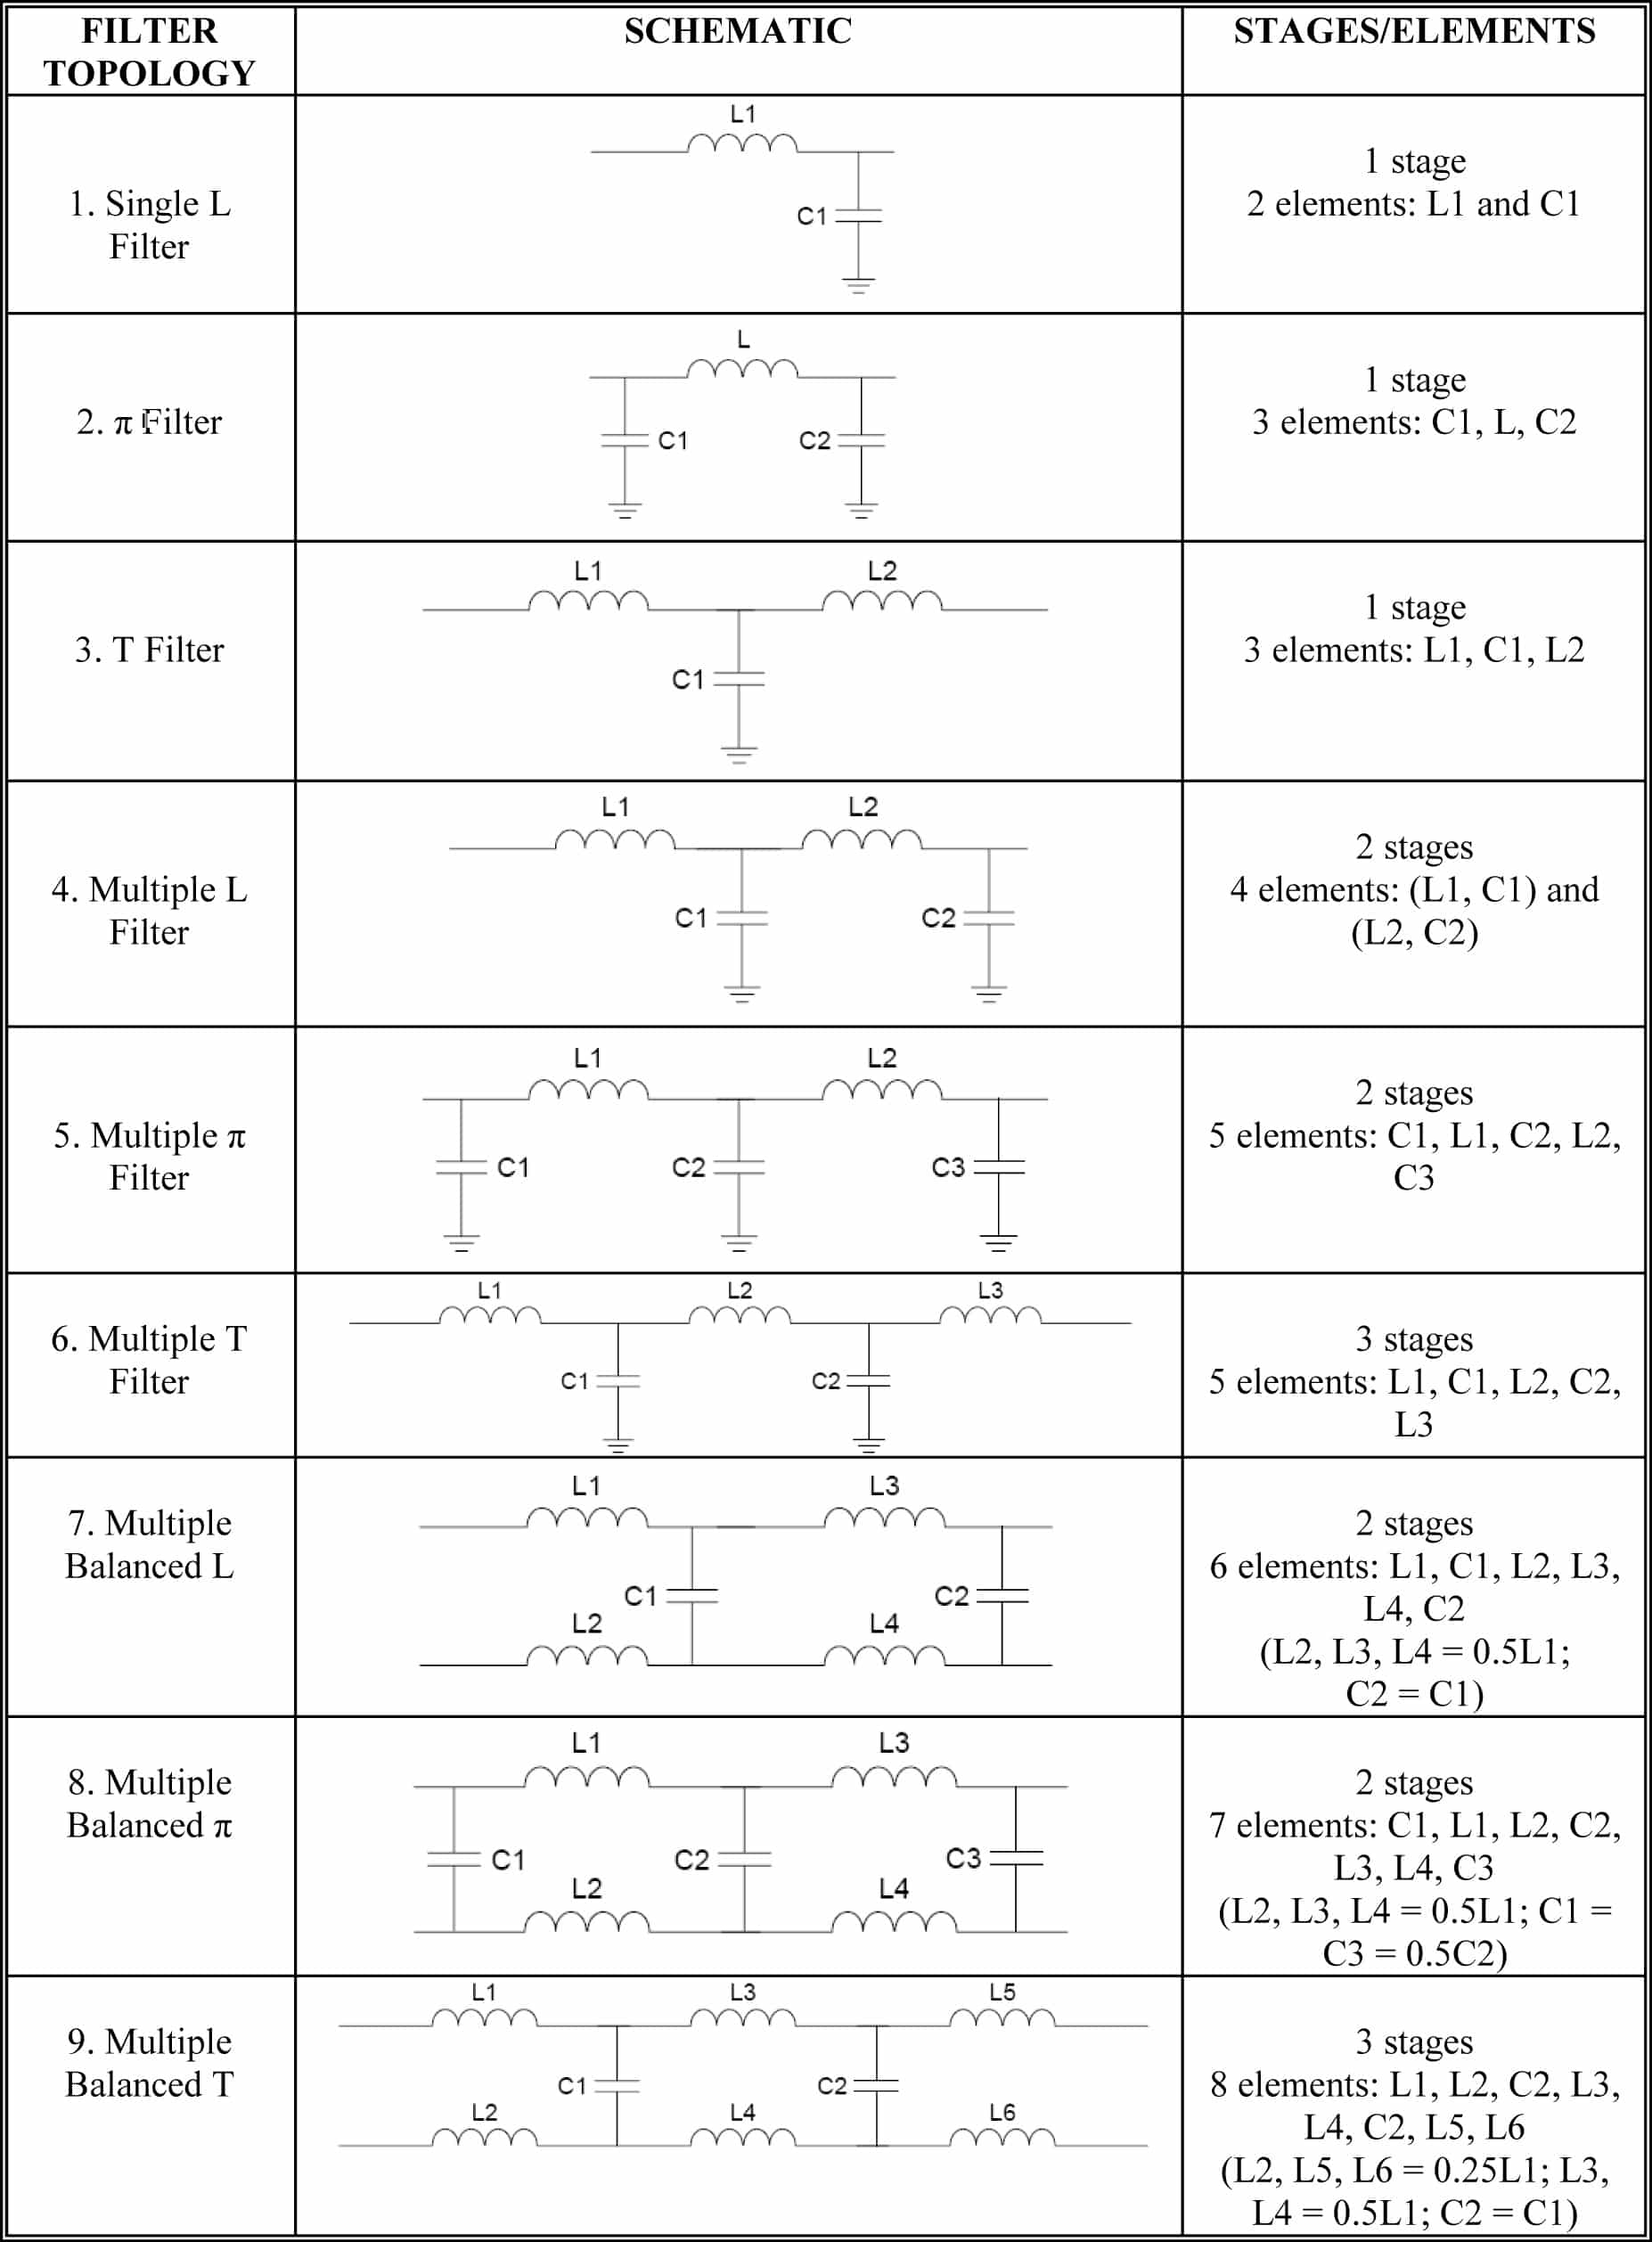 FILTER
TOPOLOGY
SCHEMATIC
STAGES/ELEMENTS
1. Single L
Filter
L1
C1
1 stage
2 elements: L1 and C1
2. π Filter
L
C1
C2
1 stage
3 elements: C1, L, C2
3. T Filter
L1
L2
C1
1 stage
3 elements: L1, C1, L2
4. Multiple L
Filter
L1
L2
C1
C2
2 stages
4 elements: (L1, C1) and
(L2, C2)
5. Multiple π
Filter
L1
L2
C1
C2
C3
2 stages
5 elements: C1, L1, C2, L2,
C3
6. Multiple T
Filter
L1
L2
L3
C1
C2
3 stages
5 elements: L1, C1, L2, C2,
L3
7. Multiple
Balanced L
L1
L3
C1
C2
L2
L4
2 stages
6 elements: L1, C1, L2, L3,
L4, C2
(L2, L3, L4 = 0.5L1;
C2 = C1)
8. Multiple
Balanced π
L1
L3
C1
C2
C3
L2
L4
2 stages
7 elements: C1, L1, L2, C2,
L3, L4, C3
(L2, L3, L4 = 0.5L1; C1 =
C3 = 0.5C2)
9. Multiple
Balanced T
L1
L3
L5
C1
C2
L2
L4
L6
3 stages
8 elements: L1, L2, C2, L3,
L4, C2, L5, L6
(L2, L5, L6 = 0.25L1; L3,
L4 = 0.5L1; C2 = C1)